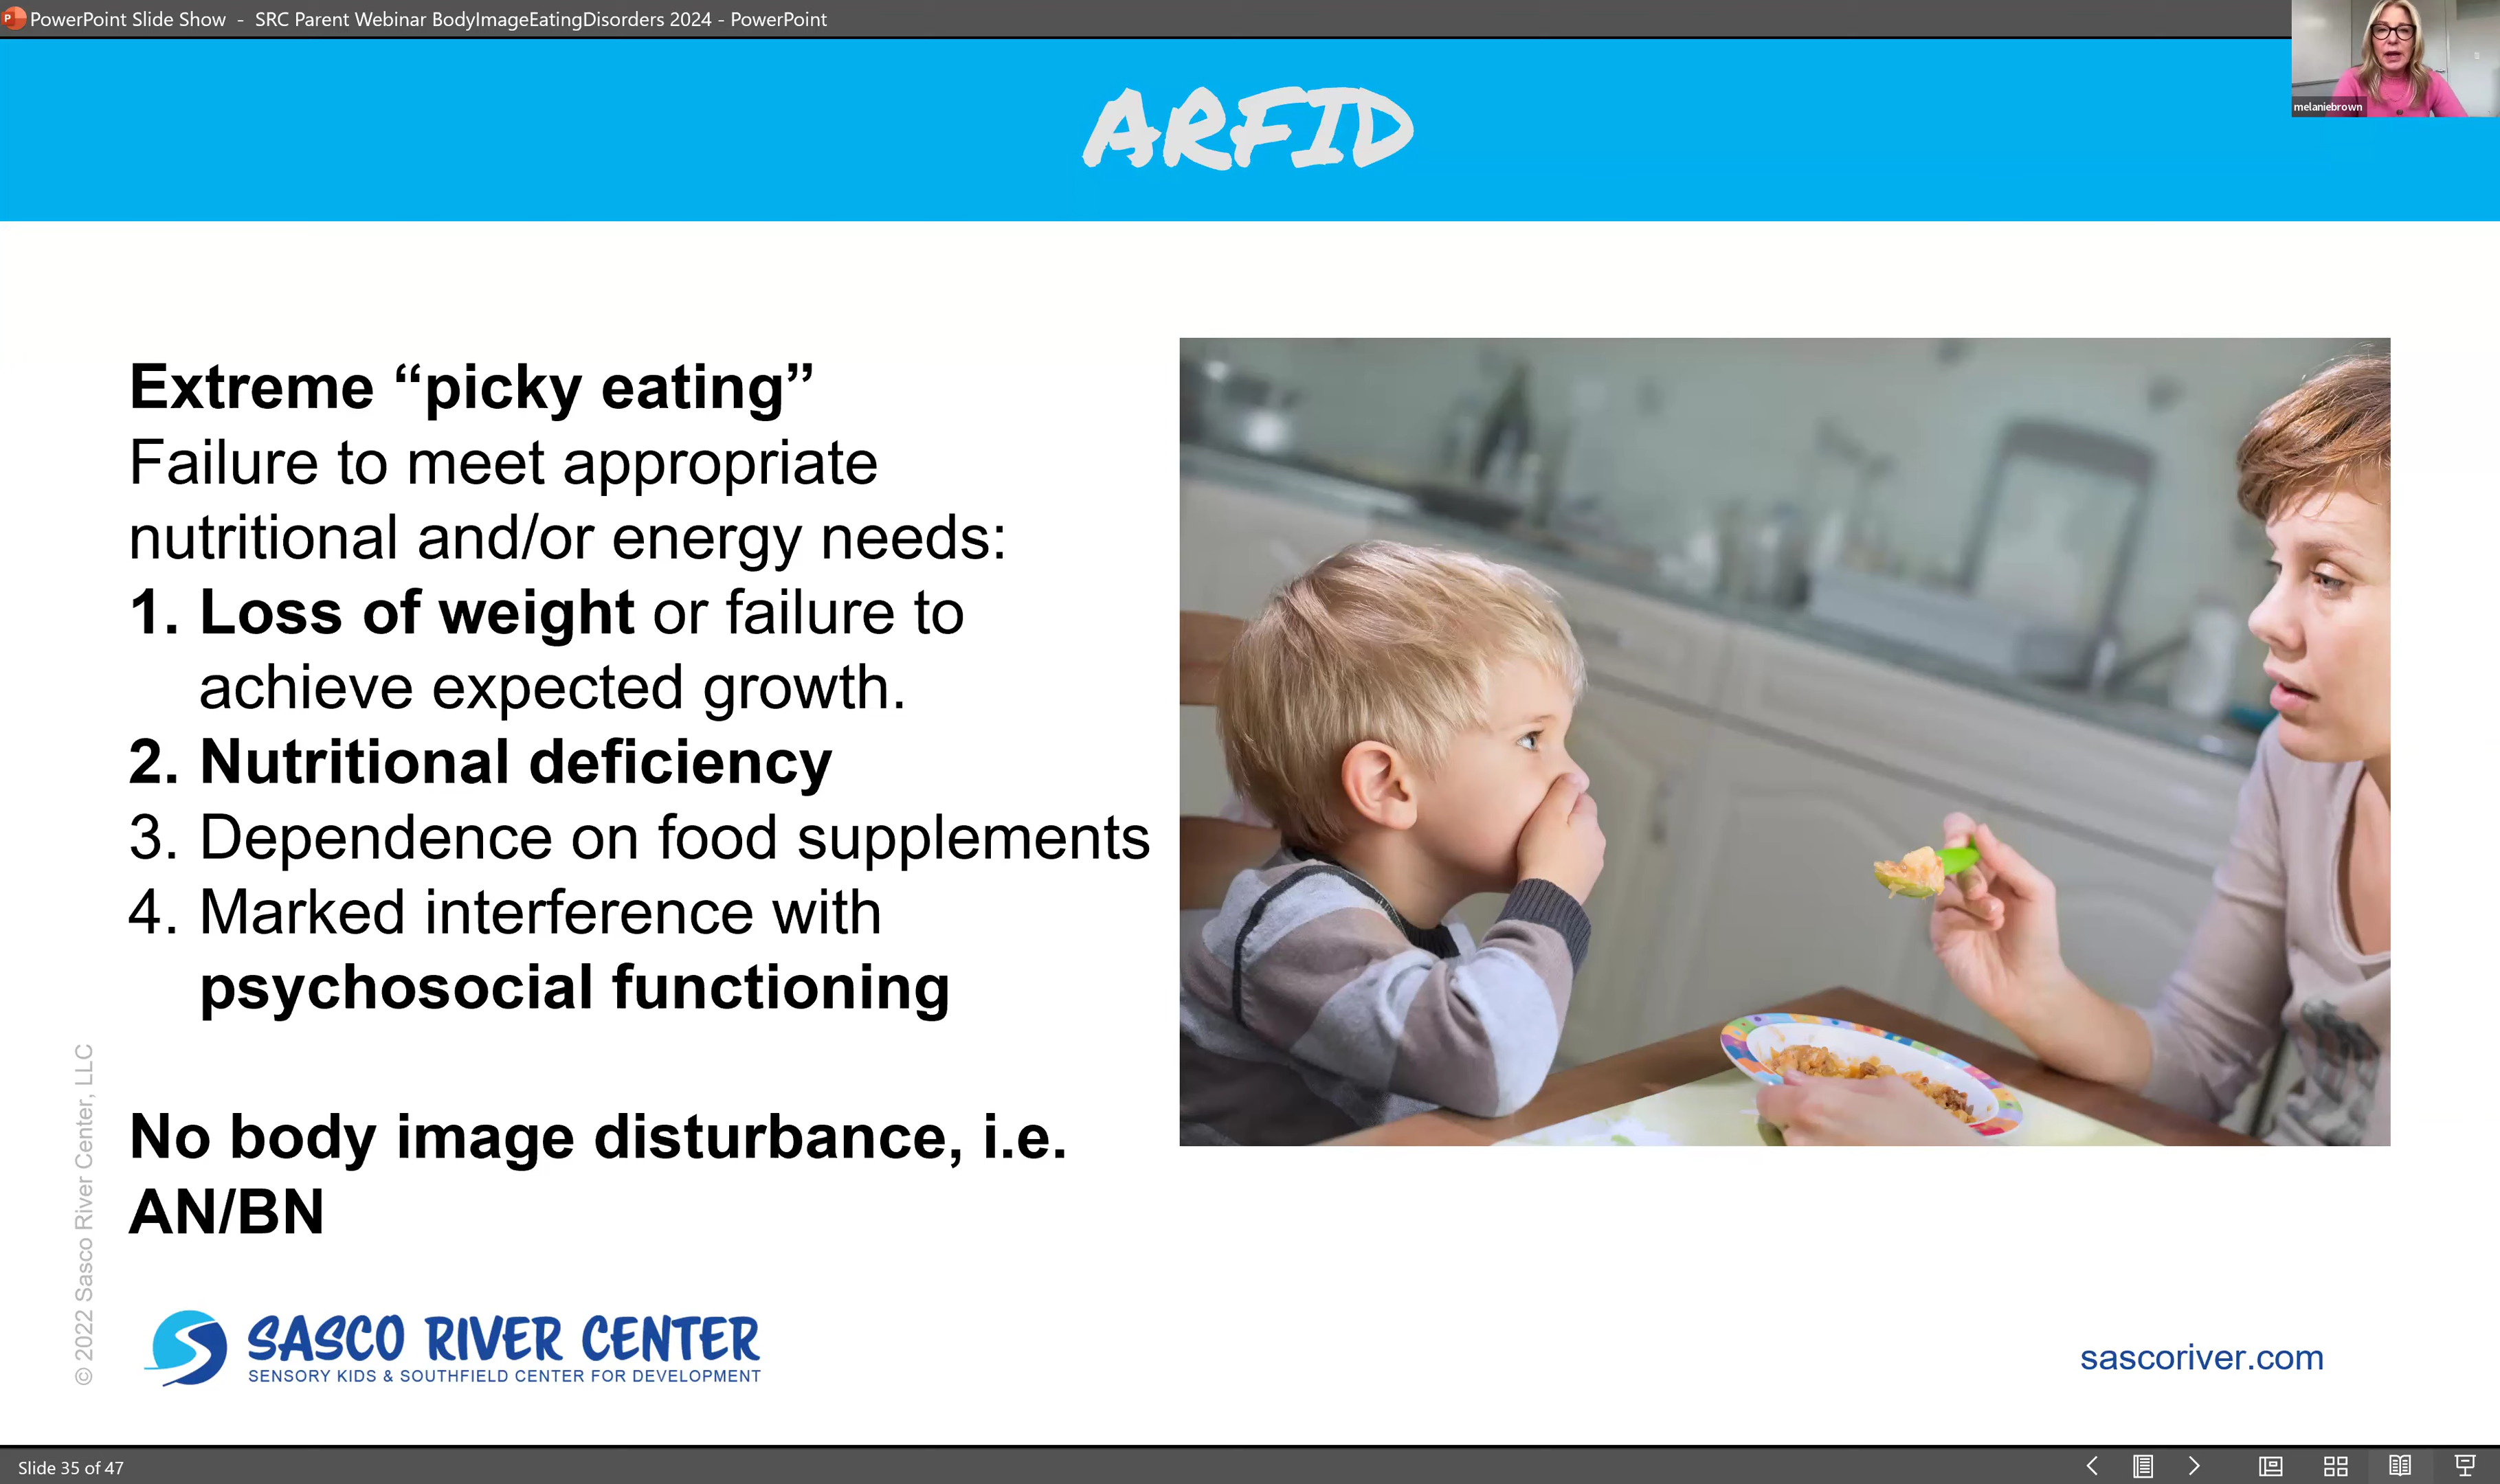 PowerPoint Slide Show - SRC Parent Webinar BodyImageEatingDisorders 2024 - PowerPoint
melaniebrown
ARFID
Extreme “picky eating”
Failure to meet appropriate
nutritional and/or energy needs:
1. Loss of weight or failure to
achieve expected growth.
2. Nutritional deficiency
3. Dependence on food supplements
4. Marked interference with
psychosocial functioning
No body image disturbance, i.e.
AN/BN
© 2022 Sasco River Center, LLC
SASCO RIVER CENTER
SENSORY KIDS & SOUTHFIELD CENTER FOR DEVELOPMENT
sascoriver.com
Slide 35 of 47